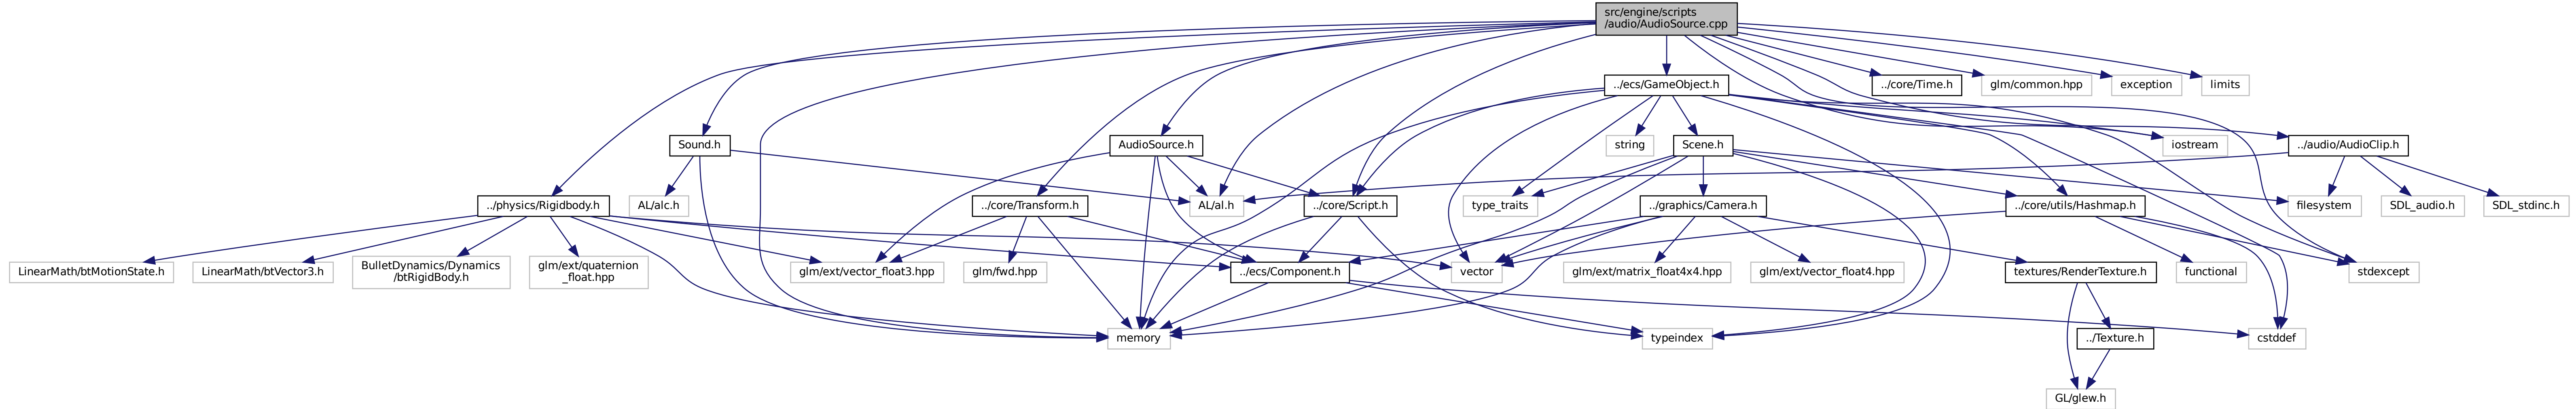 src/engine/scripts
/audio/AudioSource.cpp
../ecs/GameObject.h
../core/Time.h
glm/common.hpp
exception
limits
Sound.h
AudioSource.h
string
Scene.h
iostream
../audio/AudioClip.h
../physics/Rigidbody.h
AL/alc.h
../core/Transform.h
AL/al.h
../core/Script.h
type_traits
../graphics/Camera.h
../core/utils/Hashmap.h
filesystem
SDL_audio.h
SDL_stdinc.h
LinearMath/btMotionState.h
LinearMath/btVector3.h
BulletDynamics/Dynamics
/btRigidBody.h
glm/ext/quaternion
_float.hpp
glm/ext/vector_float3.hpp
glm/fwd.hpp
../ecs/Component.h
vector
glm/ext/matrix_float4x4.hpp
glm/ext/vector_float4.hpp
textures/RenderTexture.h
functional
stdexcept
memory
typeindex
../Texture.h
cstddef
GL/glew.h